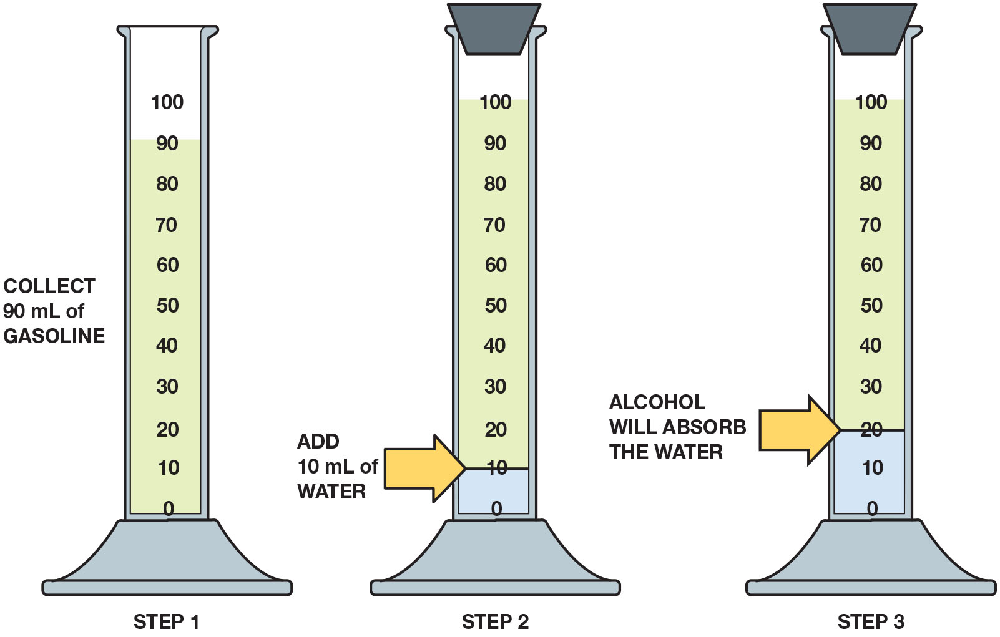 COLLECT
90 mL of
GASOLINE
100
90
80
70
60
50
40
30
20
10
0
STEP 1
ADD
10 mL of
WATER
100
90
80
70
60
50
40
30
20
10
0
STEP 2
ALCOHOL
WILL ABSORB
THE WATER
100
90
80
70
60
50
40
30
20
10
0
STEP 3